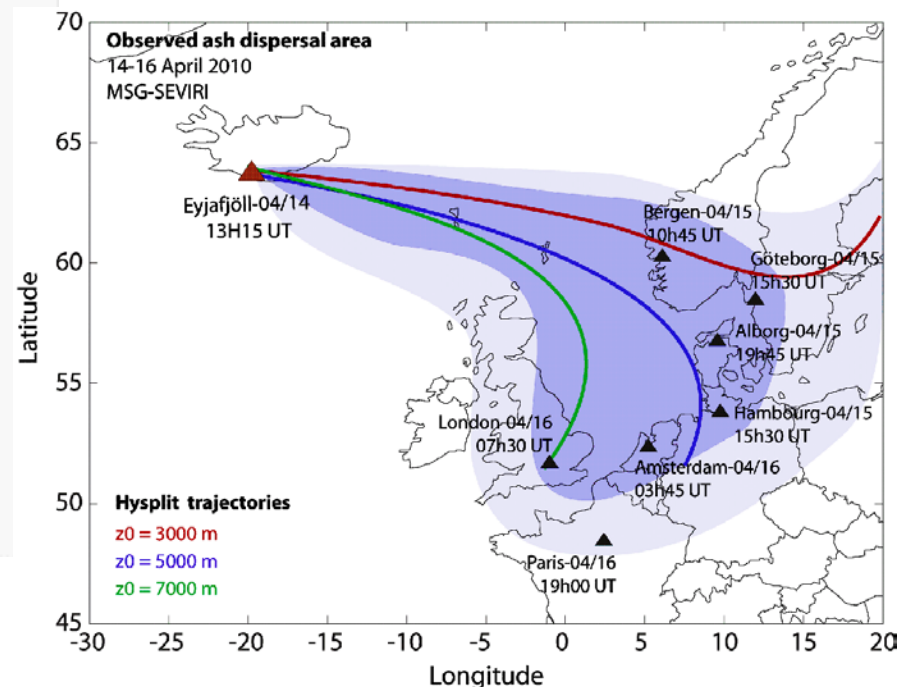 Observed ash dispersal area
14-16 April 2010
MSG-SEVIRI
Eyjafjöll-04/14
13H15 UT
Bergen-04/15
10h45 UT
Göteborg-04/15
15h30 UT
Alborg-04/15
19h45 UT
Hambourg-04/15
15h30 UT
London-04/16
07h30 UT
Amsterdam-04/16
03h45 UT
Paris-04/16
19h00 UT
Hysplit trajectories
z0 = 3000 m
z0 = 5000 m
z0 = 7000 m
Latitude
70
65
60
55
50
45
-30 -25 -20 -15 -10 -5 0 5 10 15 20
Longitude